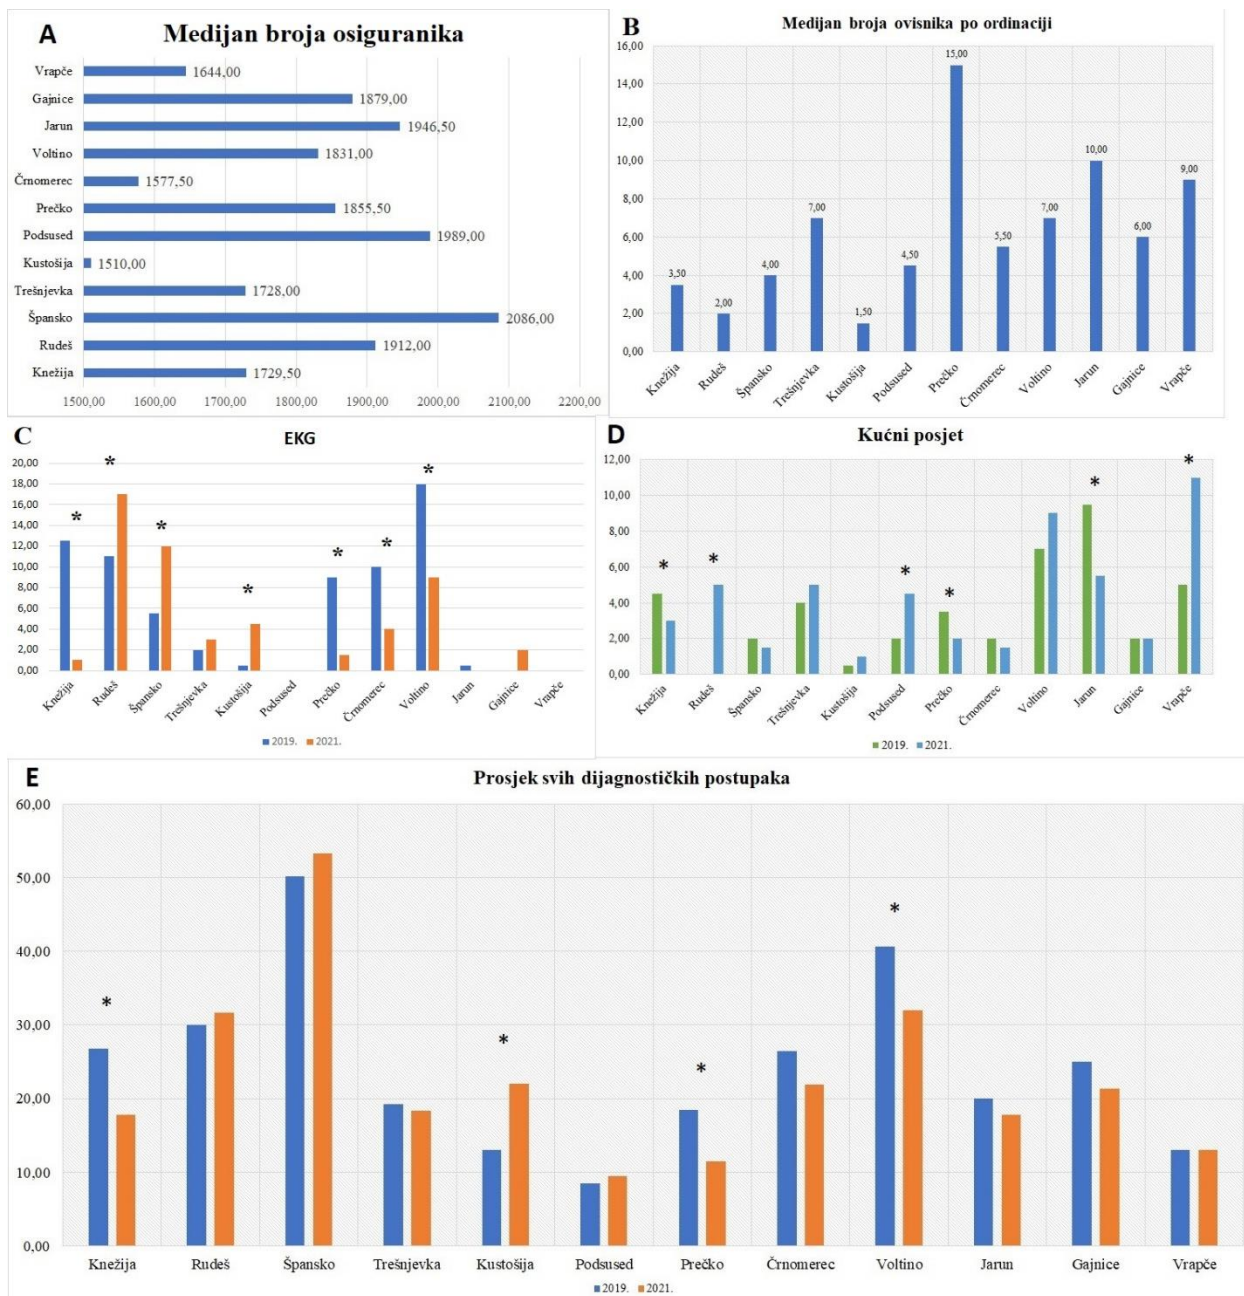 A
Medijan broja osiguranika
Vrapče 1644,00
Gajnice 1879,00
Jarun 1946,50
Voltino 1831,00
Črnomerec 1577,50
Prečko 1855,50
Podsused 1989,00
Kustošija 1510,00
Trešnjevka 1728,00
Špansko 2086,00
Rudeš 1912,00
Knežija 1729,50
1500,00 1600,00 1700,00 1800,00 1900,00 2000,00 2100,00 2200,00
B
Medijan broja ovisnika po ordinaciji
16,00
14,00
12,00
10,00
8,00
6,00
4,00
2,00
0,00
3,50 2,00 4,00 7,00 1,50 4,50 15,00 5,50 7,00 10,00 6,00 9,00
Knežija Rudeš Špansko Trešnjevka Kustošija Podsused Prečko Črnomerec Voltino Jarun Gajnice Vrapče
C
EKG
20,00
18,00
16,00
14,00
12,00
10,00
8,00
6,00
4,00
2,00
0,00
* * * * * * *
Knežija Rudeš Špansko Trešnjevka Kustošija Podsused Prečko Črnomerec Voltino Jarun Gajnice Vrapče
2019. 2021.
D
Kućni posjet
12,00
10,00
8,00
6,00
4,00
2,00
0,00
* * * * * *
Knežija Rudeš Špansko Trešnjevka Kustošija Podsused Prečko Črnomerec Voltino Jarun Gajnice Vrapče
2019. 2021.
E
Prosjek svih dijagnostičkih postupaka
60,00
50,00
40,00
30,00
20,00
10,00
0,00
* * * *
Knežija Rudeš Špansko Trešnjevka Kustošija Podsused Prečko Črnomerec Voltino Jarun Gajnice Vrapče
2019. 2021.